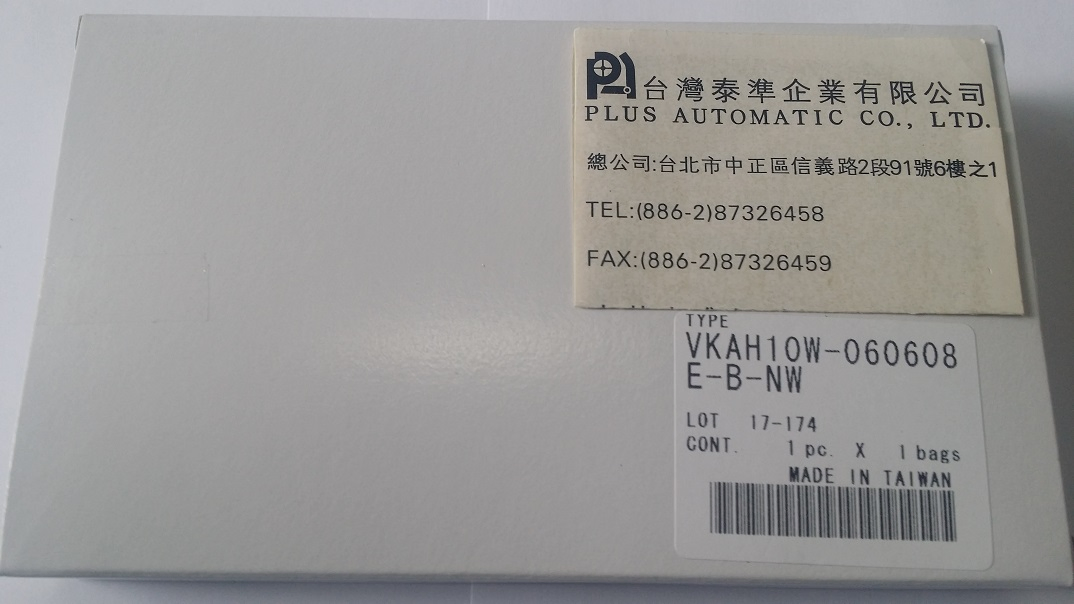 台灣泰準企業有限公司
PLUS AUTOMATIC CO., LTD.
總公司:台北市中正區信義路2段91號6樓之1
TEL:(886-2)87326458
FAX:(886-2)87326459
TYPE
VKAH10W-060608
E-B-NW
LOT 17-174
CONT. 1 pc. X 1 bags
MADE IN TAIWAN